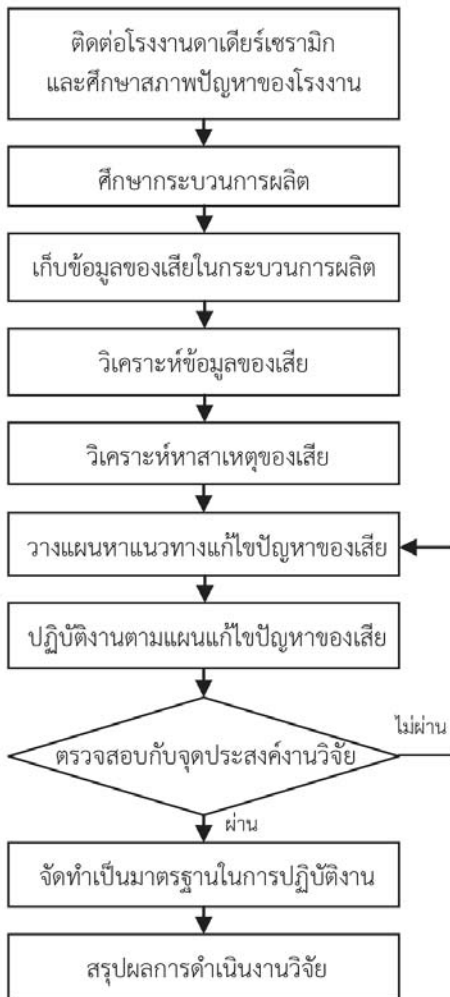 ติดต่อโรงงานดาเดียร์เซรามิก
และศึกษาสภาพปัญหาของโรงงาน
ศึกษากระบวนการผลิต
เก็บข้อมูลของเสียในกระบวนการผลิต
วิเคราะห์ข้อมูลของเสีย
วิเคราะห์หาสาเหตุของเสีย
วางแผนหาแนวทางแก้ไขปัญหาของเสีย
ปฏิบัติงานตามแผนแก้ไขปัญหาของเสีย
ไม่ผ่าน
ตรวจสอบกับจุดประสงค์งานวิจัย
ผ่าน
จัดทำเป็นมาตรฐานในการปฏิบัติงาน
สรุปผลการดำเนินงานวิจัย